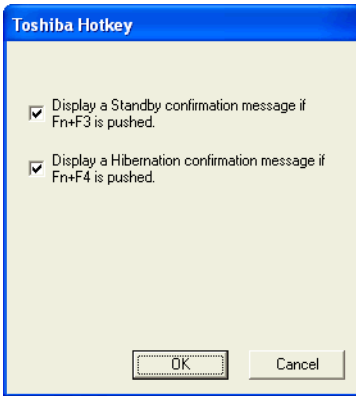 Toshiba Hotkey
Display a Standby confirmation message if
Fn+F3 is pushed.
Display a Hibernation confirmation message if
Fn+F4 is pushed.
OK
Cancel